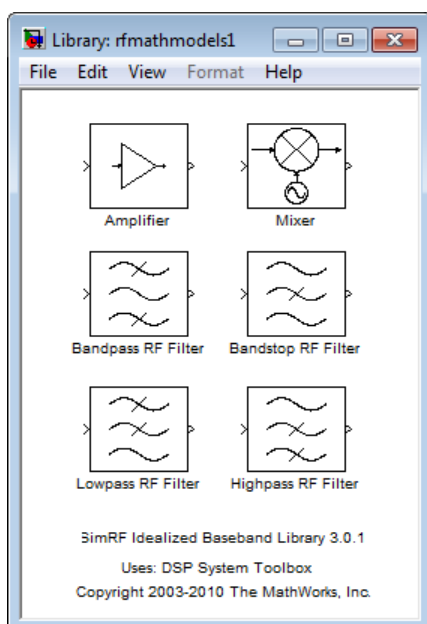 Library: rfmathmodels1
File Edit View Format Help
Amplifier Mixer
Bandpass RF Filter Bandstop RF Filter
Lowpass RF Filter Highpass RF Filter
SimRF Idealized Baseband Library 3.0.1
Uses: DSP System Toolbox
Copyright 2003-2010 The MathWorks, Inc.